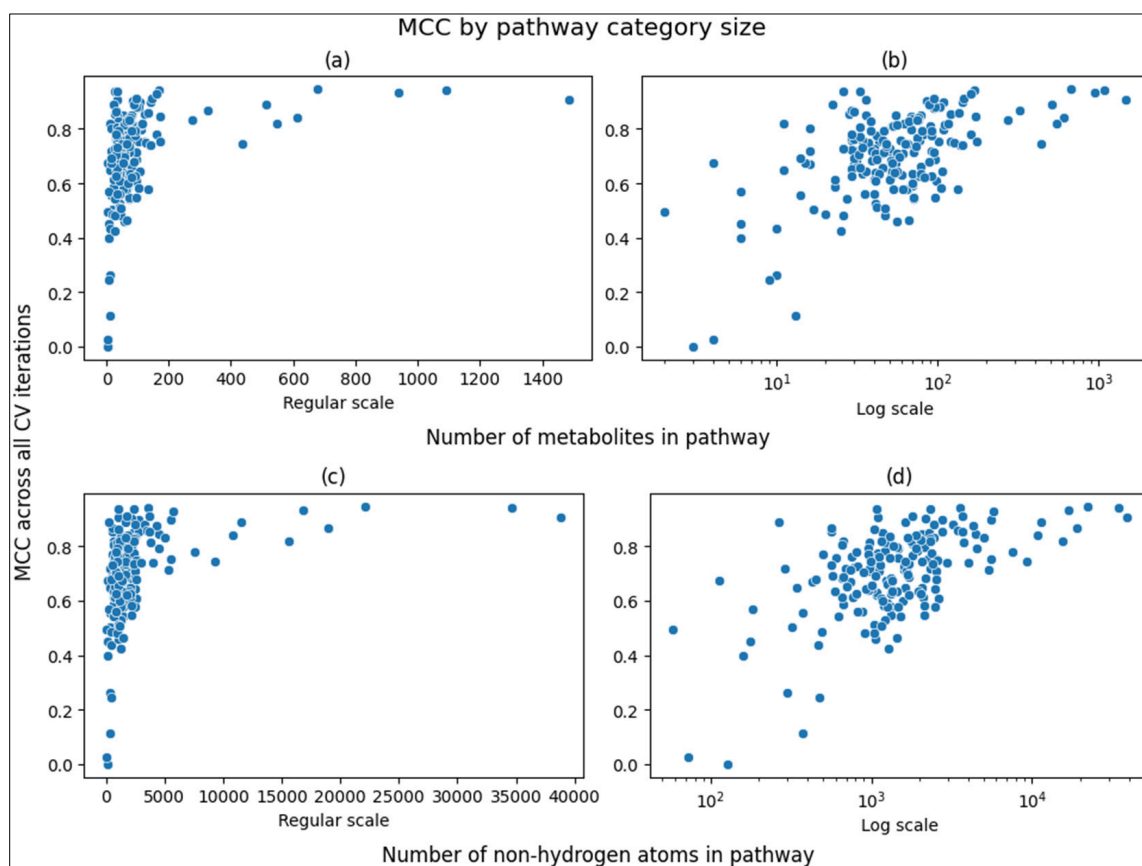 MCC by pathway category size
(a)
(b)
MCC across all CV iterations
0.8
0.6
0.4
0.2
0.0
0 200 400 600 800 1000 1200 1400
Regular scale
0.8
0.6
0.4
0.2
0.0
10¹ 10² 10³
Log scale
Number of metabolites in pathway
(c)
(d)
0.8
0.6
0.4
0.2
0.0
0 5000 10000 15000 20000 25000 30000 35000 40000
Regular scale
0.8
0.6
0.4
0.2
0.0
10² 10³ 10⁴
Log scale
Number of non-hydrogen atoms in pathway